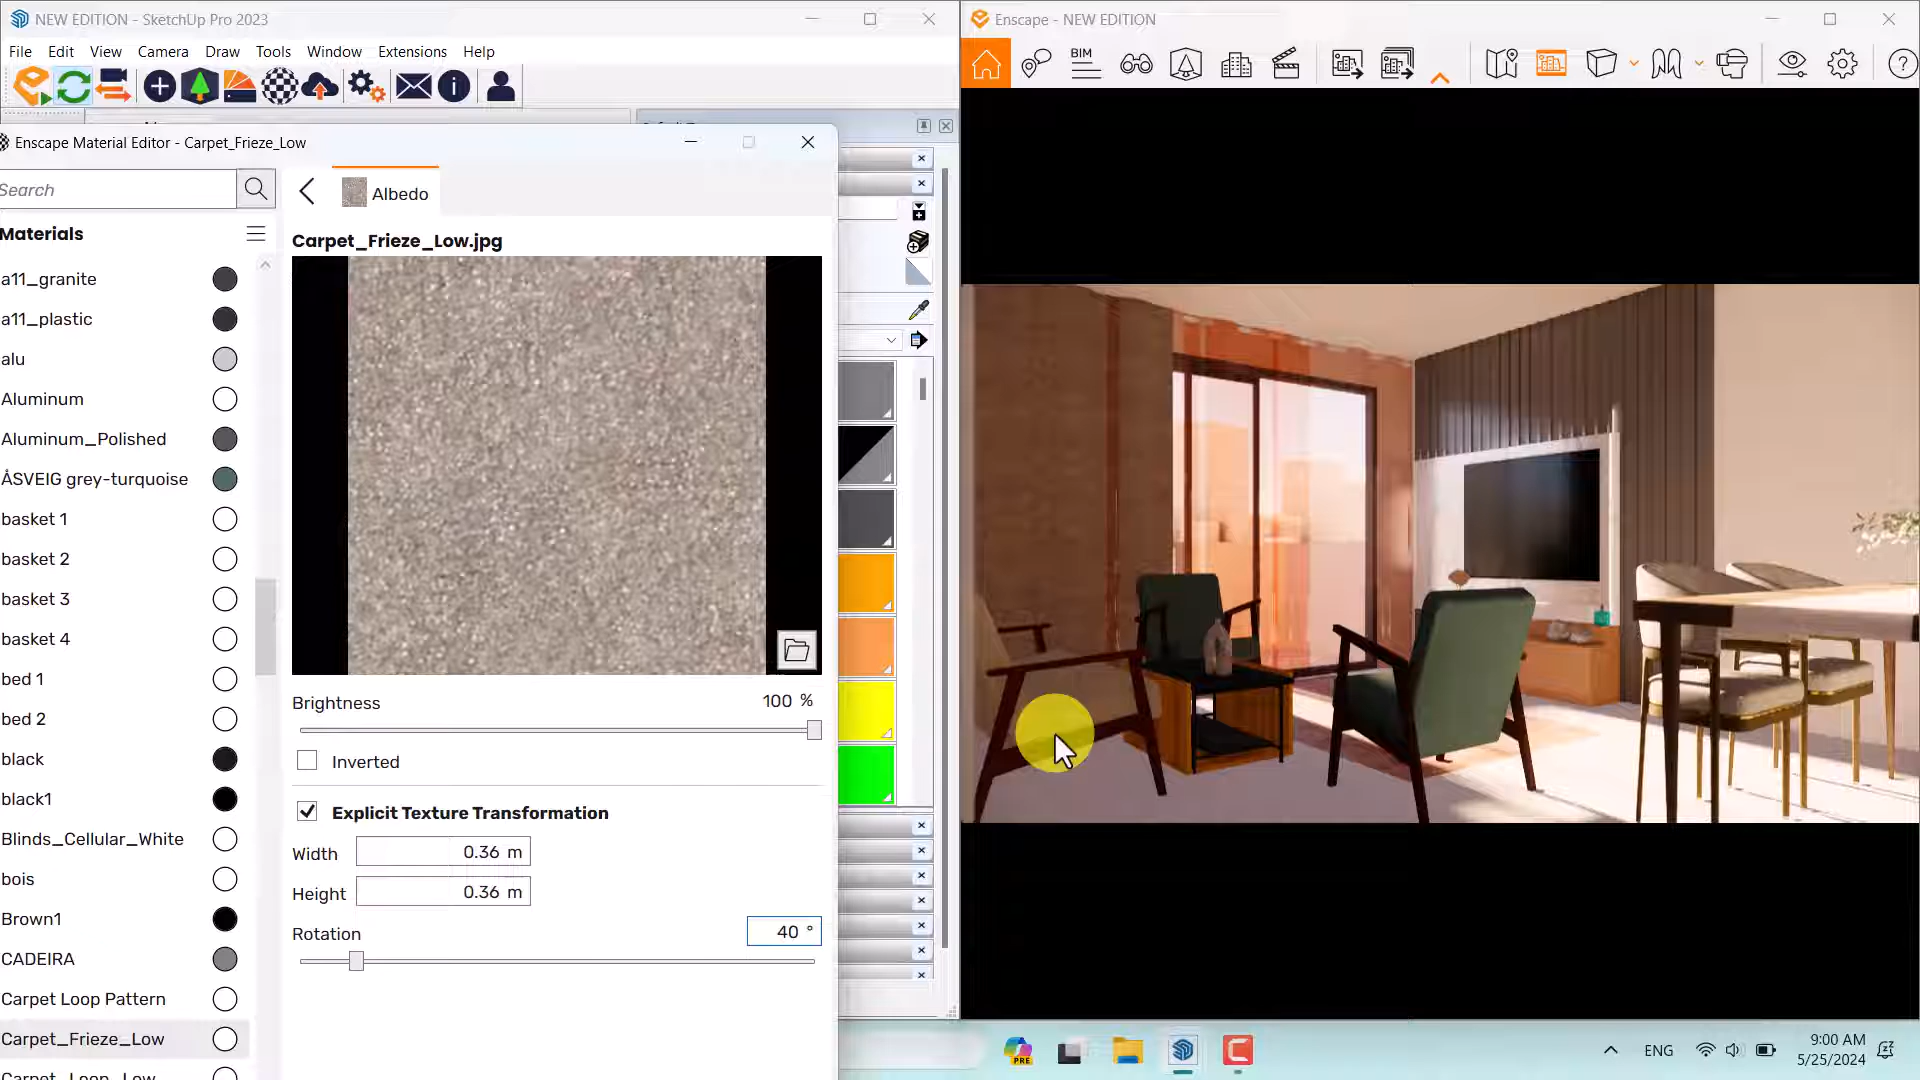 NEW EDITION - SketchUp Pro 2023
File Edit View Camera Draw Tools Window Extensions Help
Enscape Material Editor - Carpet_Frieze_Low
Search
Materials
a11_granite
a11_plastic
alu
Aluminum
Aluminum_Polished
ÅSVEIG grey-turquoise
basket 1
basket 2
basket 3
basket 4
bed 1
bed 2
black
black1
Blinds_Cellular_White
bois
Brown1
CADEIRA
Carpet Loop Pattern
Carpet_Frieze_Low
Carpet_Loop_Low
Albedo
Carpet_Frieze_Low.jpg
Brightness 100 %
Inverted
Explicit Texture Transformation
Width 0.36 m
Height 0.36 m
Rotation 40 °
Enscape - NEW EDITION
BIM
PRE
ENG
9:00 AM
5/25/2024